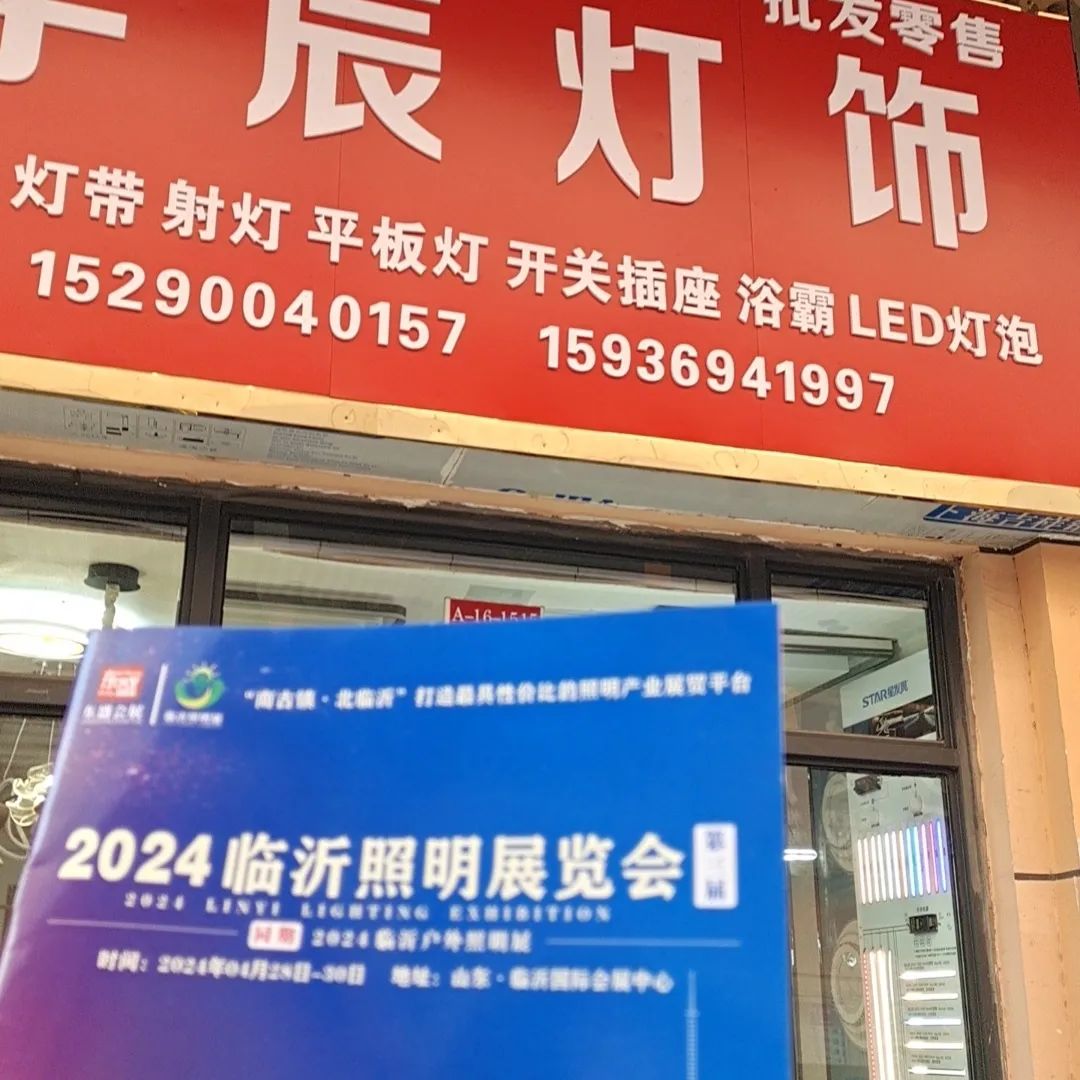 批发零售
辰灯饰
灯带 射灯 平板灯 开关插座 浴霸 LED灯泡
15290040157 15936941997
A-16-1515
STAR
"南古镇·北临沂" 打造最具性价比的照明产业展贸平台
2024临沂照明展览会
2024 LINYI LIGHTING EXHIBITION
同期 2024临沂户外照明展
时间：2024年04月28日-30日 地址：山东·临沂国际会展中心